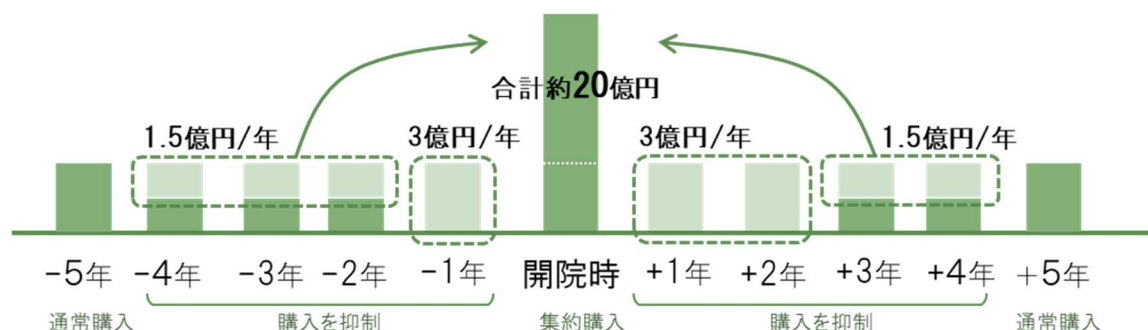 合計約20億円
1.5億円/年
3億円/年
3億円/年
1.5億円/年
-5年
-4年
-3年
-2年
-1年
開院時
+1年
+2年
+3年
+4年
+5年
通常購入
購入を抑制
集約購入
購入を抑制
通常購入